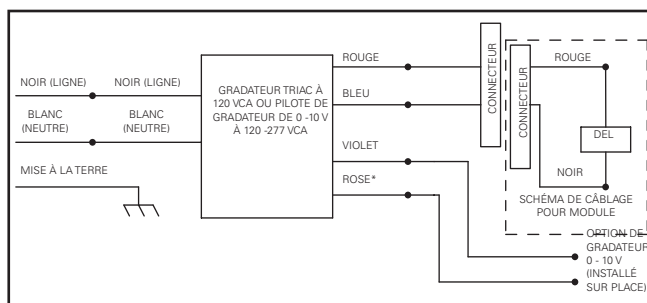 NOIR (LIGNE)
NOIR (LIGNE)
BLANC
(NEUTRE)
BLANC
(NEUTRE)
MISE À LA TERRE
GRADATEUR TRIAC À
120 VCA OU PILOTE DE
GRADATEUR DE 0 -10 V
À 120 -277 VCA
ROUGE
BLEU
VIOLET
ROSE*
CONNECTEUR
CONNECTEUR
ROUGE
DEL
NOIR
SCHÉMA DE CÂBLAGE
POUR MODULE
OPTION DE
GRADATEUR
0 - 10 V
(INSTALLÉ
SUR PLACE)